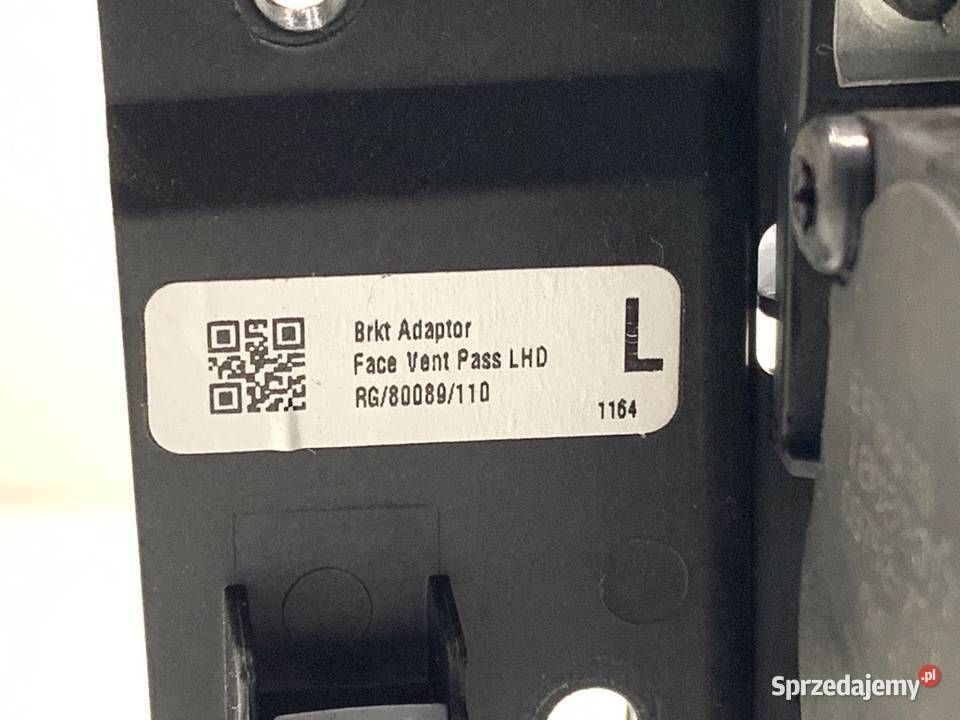 Brkt Adaptor
Face Vent Pass LHD
RG/80089/110
L
1164
Sprzedajemy.pl